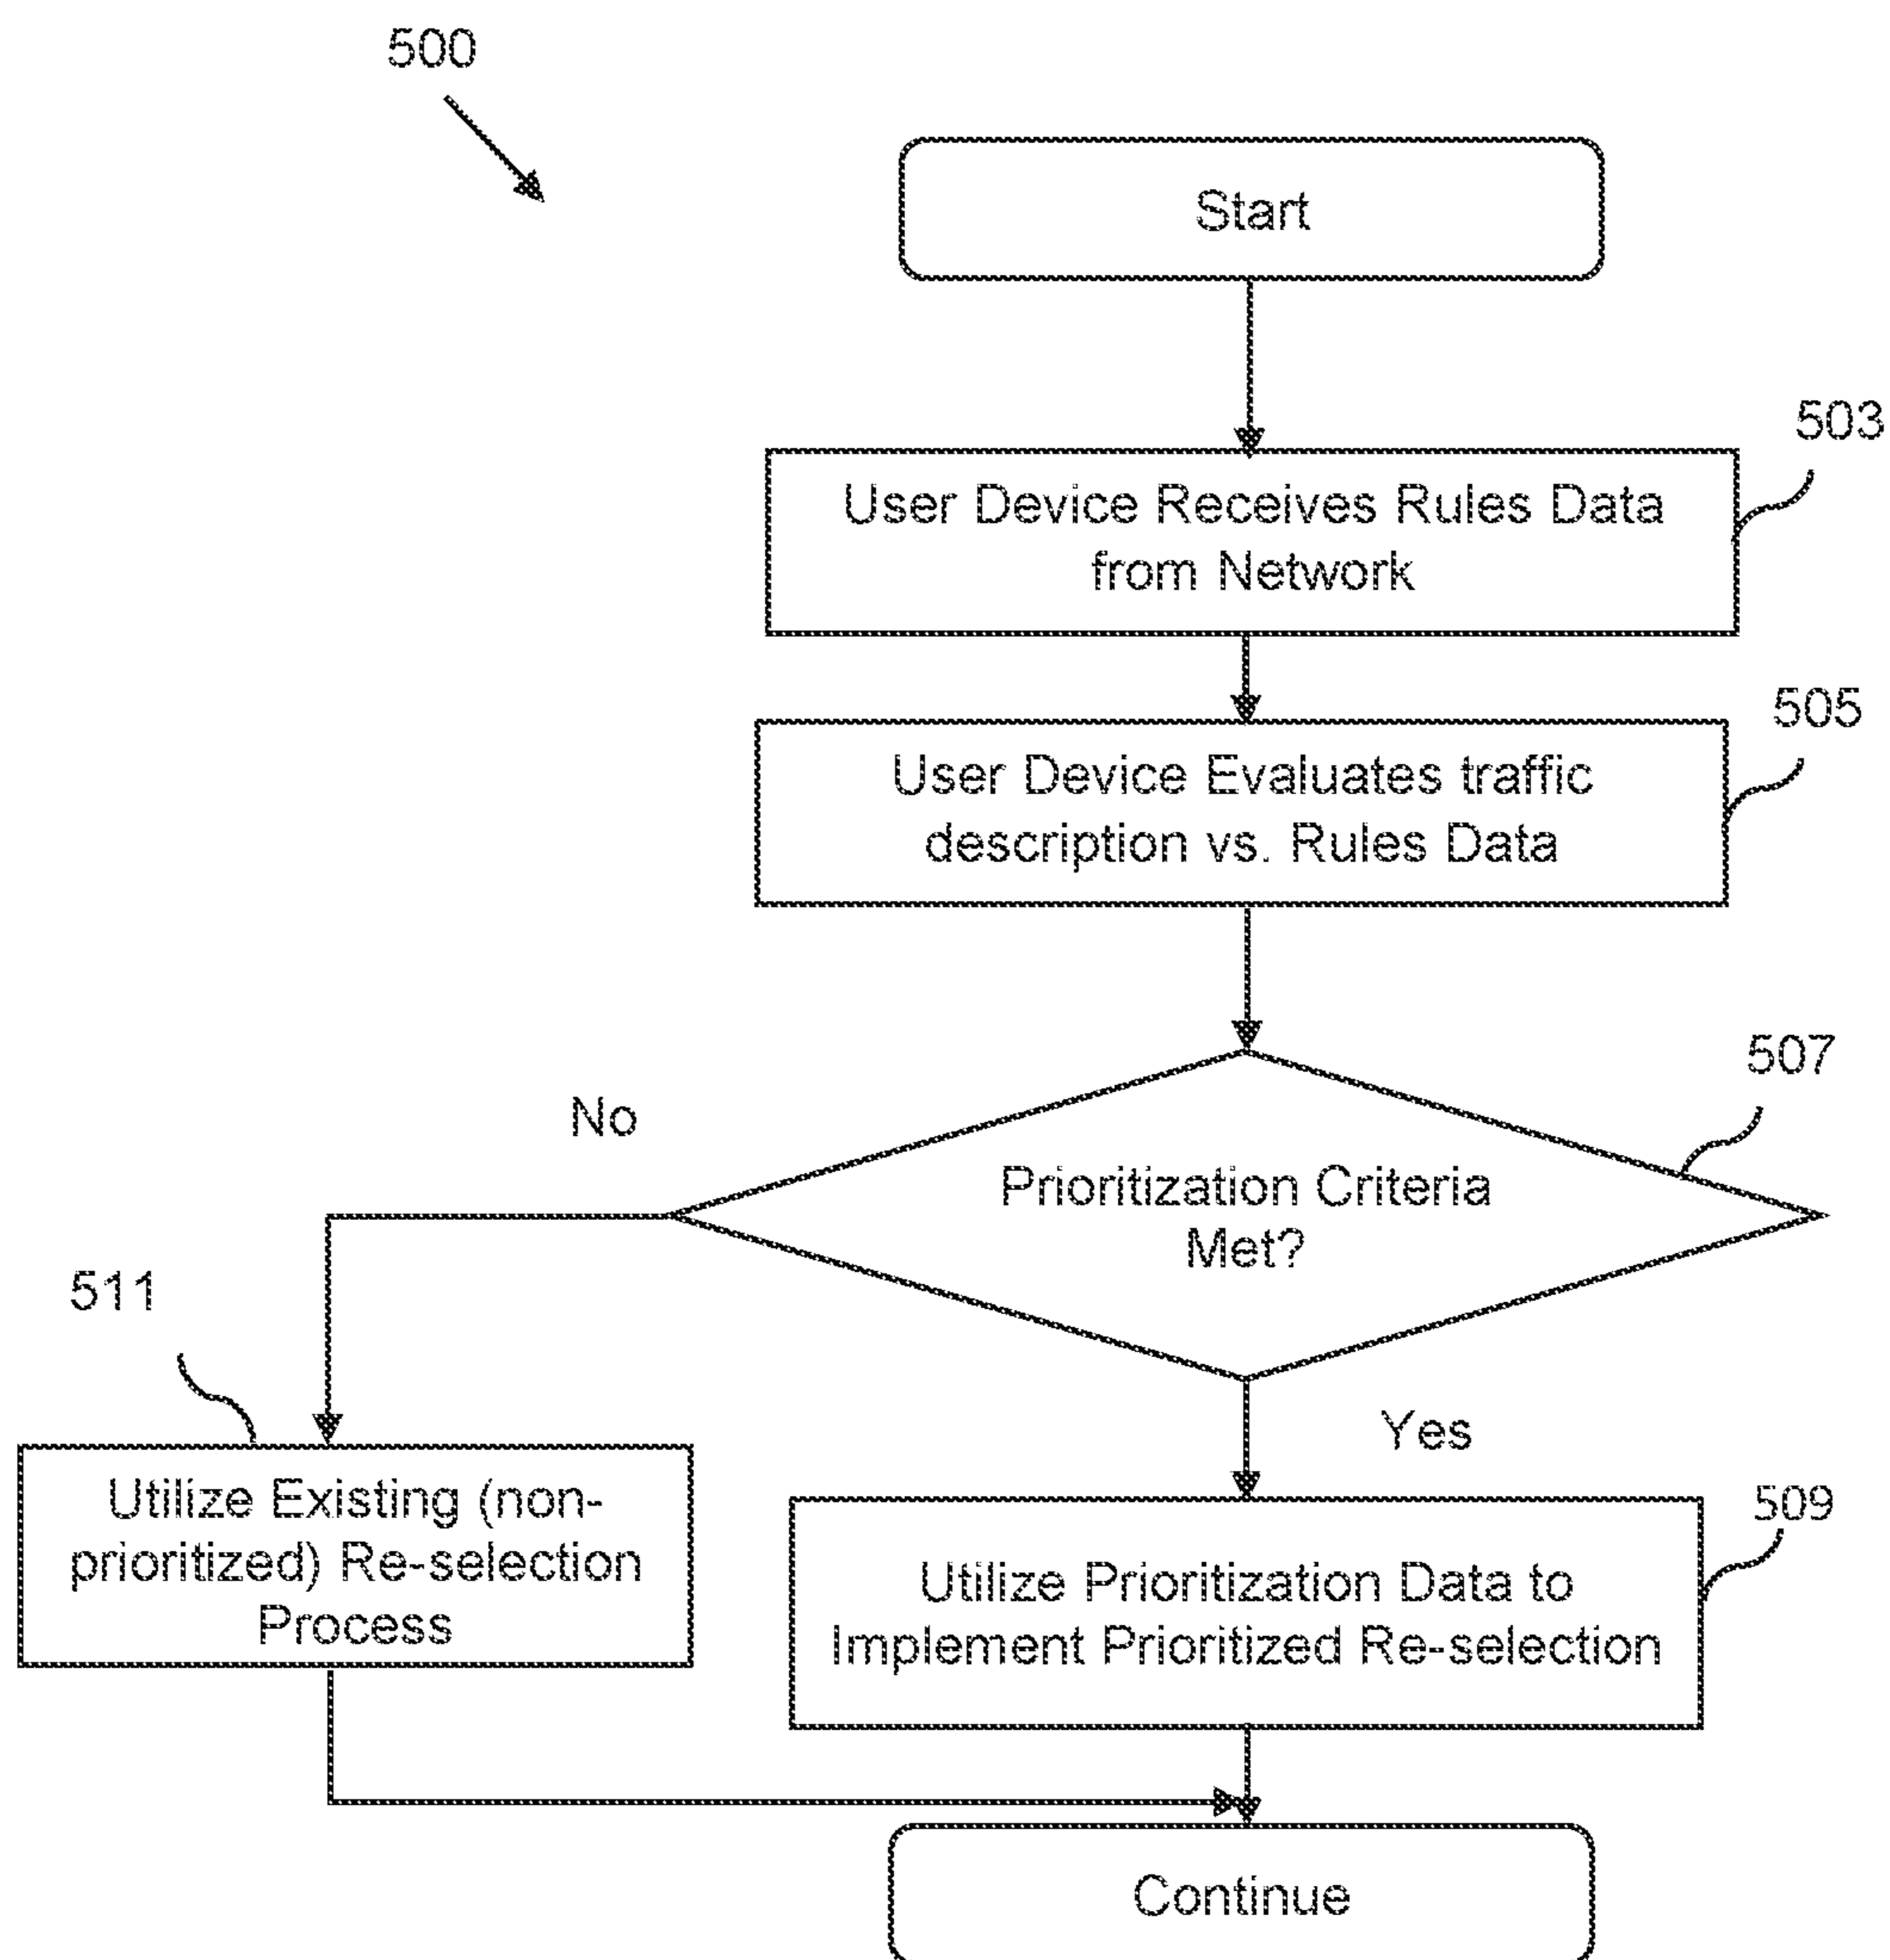 500
Start
503
User Device Receives Rules Data
from Network
505
User Device Evaluates traffic
description vs. Rules Data
507
No
Prioritization Criteria
Met?
511
Yes
Utilize Existing (non-
prioritized) Re-selection
Process
509
Utilize Prioritization Data to
Implement Prioritized Re-selection
Continue